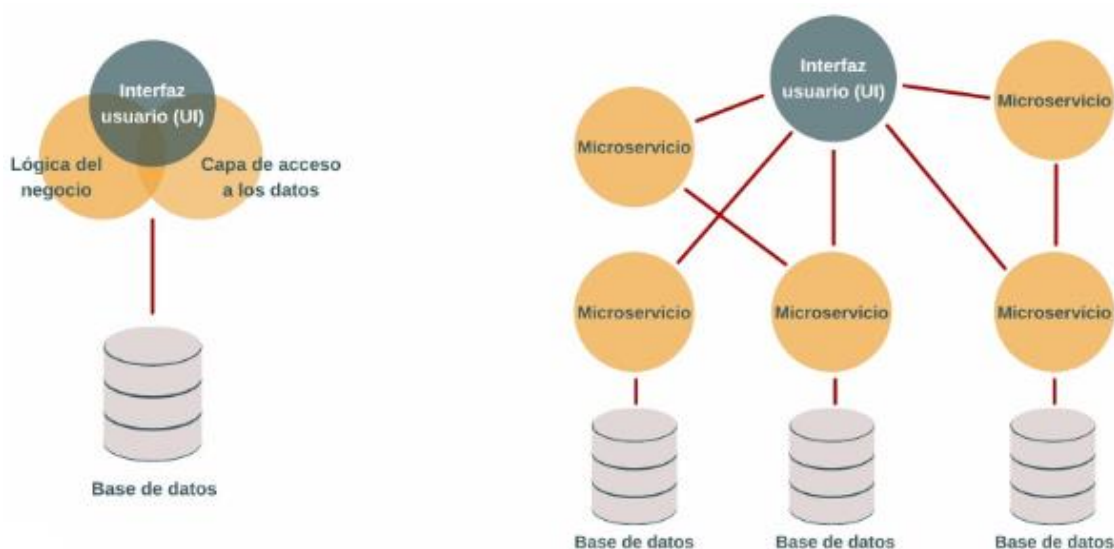 Interfaz
usuario (UI)
Lógica del
negocio
Capa de acceso
a los datos
Base de datos
Interfaz
usuario (UI)
Microservicio
Microservicio
Microservicio
Microservicio
Microservicio
Base de datos
Base de datos
Base de datos